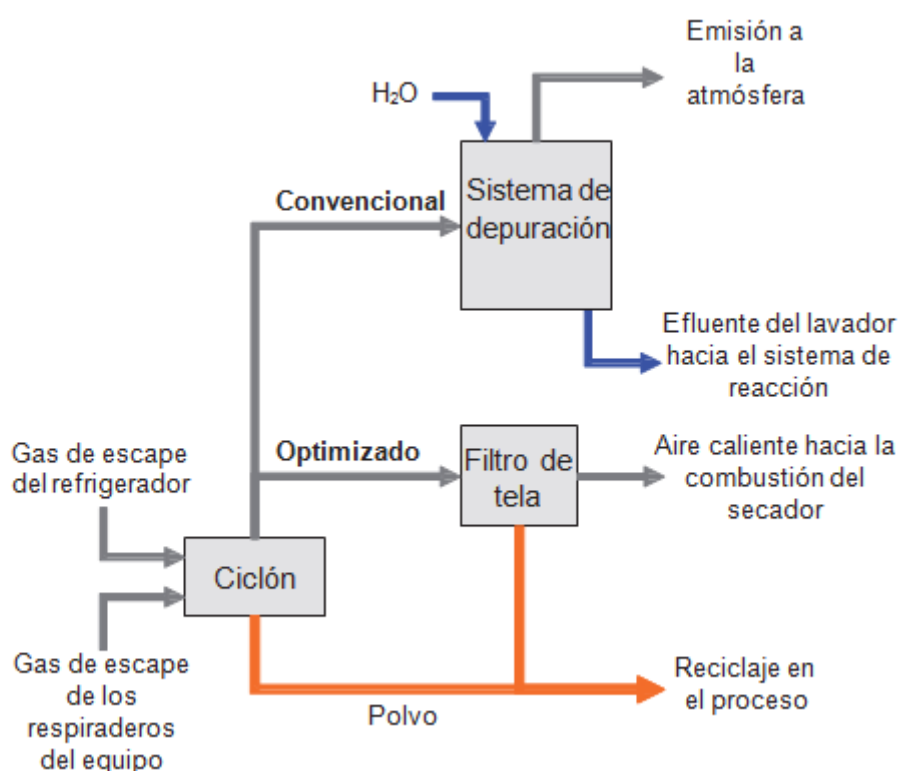 Emisión a
la
atmósfera
H₂O
Sistema de
depuración
Convencional
Efluente del lavador
hacia el sistema de
reacción
Optimizado
Filtro de
tela
Aire caliente hacia la
combustión del
secador
Gas de escape
del refrigerador
Ciclón
Gas de escape
de los
respiraderos
del equipo
Polvo
Reciclaje en
el proceso